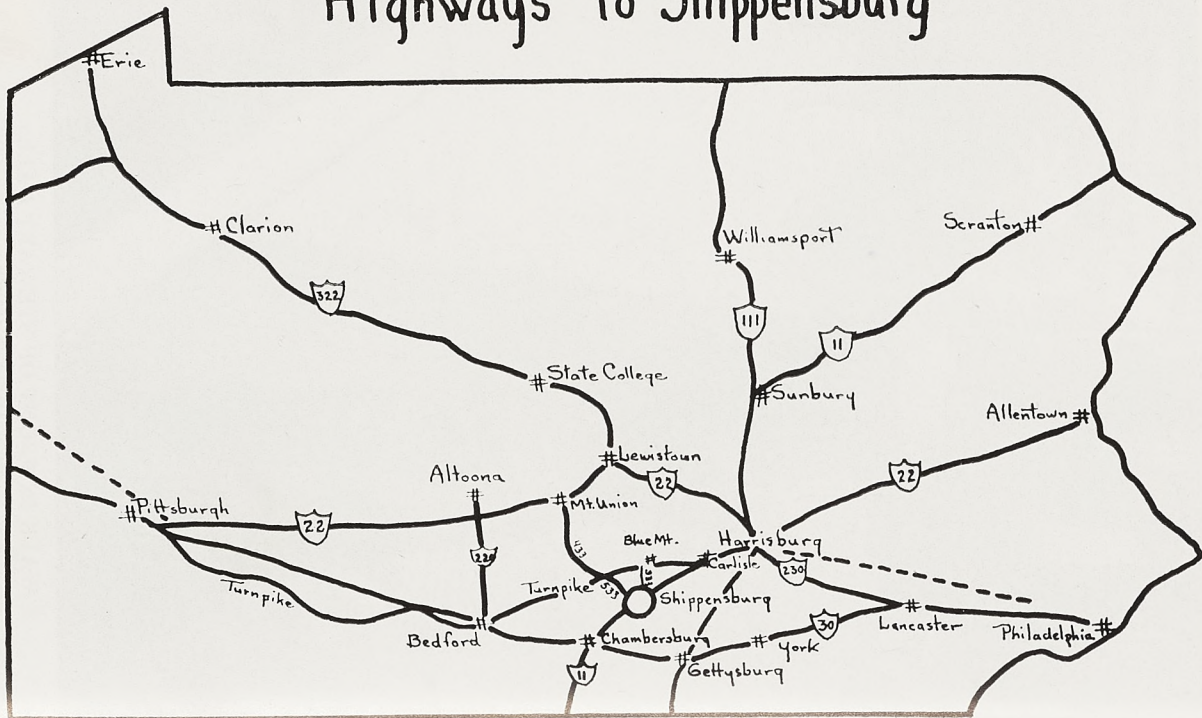 Highways To Shippensburg
Erie
Clarion
Williamsport
Scranton
322
111
11
State College
Sunbury
Allentown
Lewistown
22
22
Altoona
Mt. Union
Pittsburgh
22
Blue Mt.
Harrisburg
433
Carlisle
220
230
Turnpike
533
Turnpike
Shippensburg
Lancaster
Philadelphia
30
Bedford
Chambersburg
York
Gettysburg
11